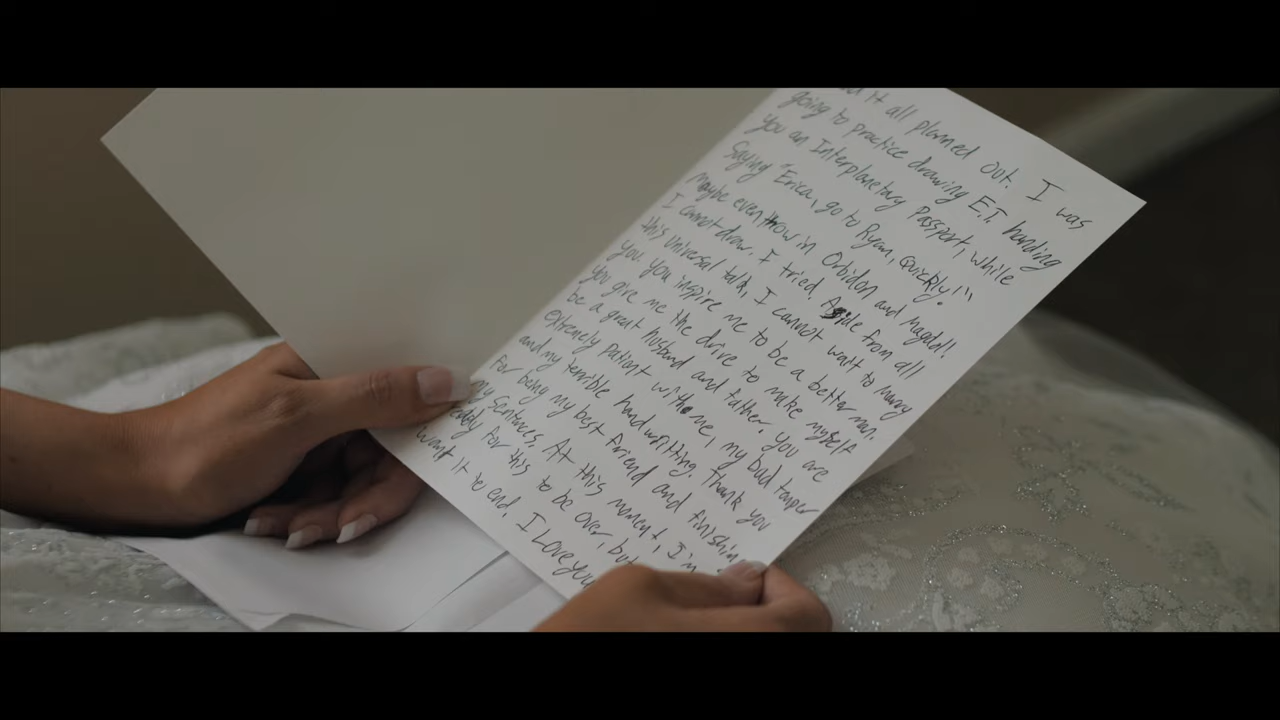 it all planned out. I was
going to practice drawing E.T. handing
you an Interplanetary Passport, while
Saying "Erica, go to Ryan, quickly!"
maybe even throw in Orbidon and Magdol!
I cannot draw. I tried. Aside from all
this Universal talk, I cannot wait to marry
you. You inspire me to be a better man.
You give me the drive to make myself
be a great husband and father. You are
extremely patient with me, my bad temper
and my terrible handwritting. Thank you
For being my best friend and finishing
my sentences. At this moment, I'm
ready for this to be over, but
want it to end. I Love you